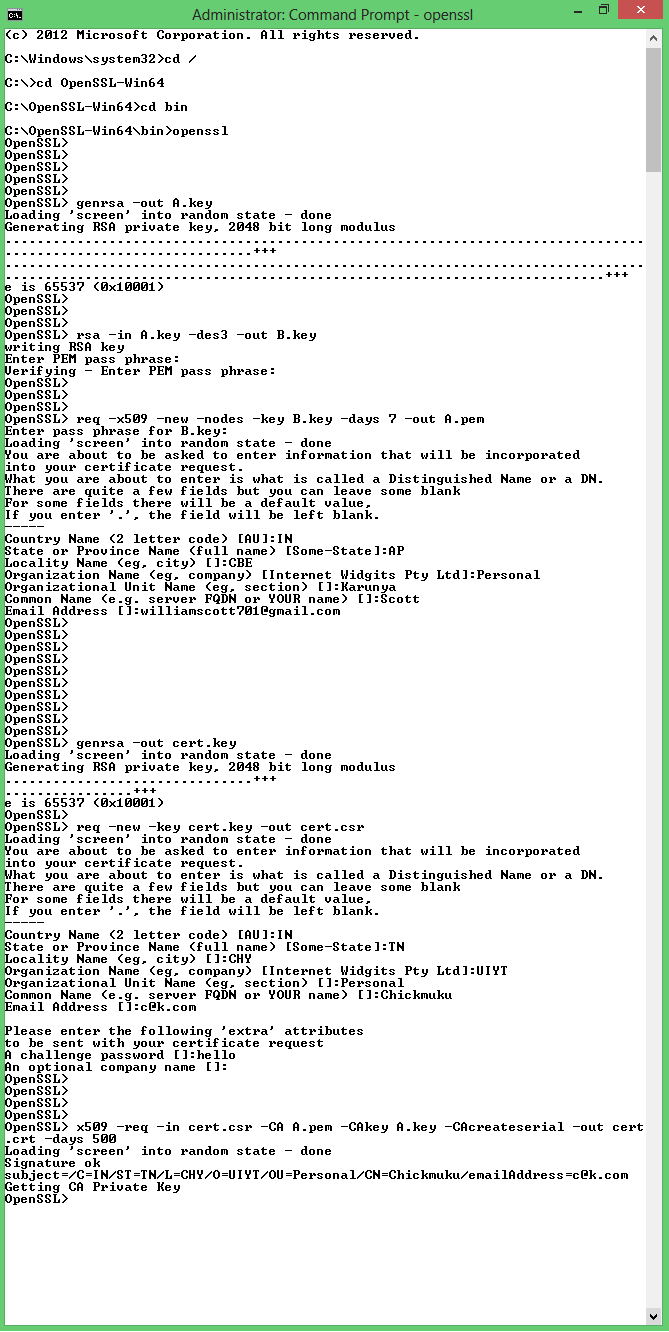 Administrator: Command Prompt - openssl
(c) 2012 Microsoft Corporation. All rights reserved.
C:\Windows\system32>cd /
C:\>cd OpenSSL-Win64
C:\OpenSSL-Win64>cd bin
C:\OpenSSL-Win64\bin>openssl
OpenSSL>
OpenSSL>
OpenSSL>
OpenSSL>
OpenSSL>
OpenSSL> genrsa -out A.key
Loading 'screen' into random state - done
Generating RSA private key, 2048 bit long modulus
................................................................................
...............................+++
................................................................................
...........................................................................+++
e is 65537 (0x10001)
OpenSSL>
OpenSSL>
OpenSSL>
OpenSSL> rsa -in A.key -des3 -out B.key
writing RSA key
Enter PEM pass phrase:
Verifying - Enter PEM pass phrase:
OpenSSL>
OpenSSL>
OpenSSL>
OpenSSL> req -x509 -new -nodes -key B.key -days 7 -out A.pem
Enter pass phrase for B.key:
Loading 'screen' into random state - done
You are about to be asked to enter information that will be incorporated
into your certificate request.
What you are about to enter is what is called a Distinguished Name or a DN.
There are quite a few fields but you can leave some blank
For some fields there will be a default value,
If you enter '.', the field will be left blank.
-----
Country Name (2 letter code) [AU]:IN
State or Province Name (full name) [Some-State]:AP
Locality Name (eg, city) []:CBE
Organization Name (eg, company) [Internet Widgits Pty Ltd]:Personal
Organizational Unit Name (eg, section) []:Karunya
Common Name (e.g. server FQDN or YOUR name) []:Scott
Email Address []:williamscott701@gmail.com
OpenSSL>
OpenSSL>
OpenSSL>
OpenSSL>
OpenSSL>
OpenSSL>
OpenSSL>
OpenSSL>
OpenSSL>
OpenSSL>
OpenSSL> genrsa -out cert.key
Loading 'screen' into random state - done
Generating RSA private key, 2048 bit long modulus
...............................+++
................+++
e is 65537 (0x10001)
OpenSSL>
OpenSSL> req -new -key cert.key -out cert.csr
Loading 'screen' into random state - done
You are about to be asked to enter information that will be incorporated
into your certificate request.
What you are about to enter is what is called a Distinguished Name or a DN.
There are quite a few fields but you can leave some blank
For some fields there will be a default value,
If you enter '.', the field will be left blank.
-----
Country Name (2 letter code) [AU]:IN
State or Province Name (full name) [Some-State]:TN
Locality Name (eg, city) []:CHY
Organization Name (eg, company) [Internet Widgits Pty Ltd]:UIYT
Organizational Unit Name (eg, section) []:Personal
Common Name (e.g. server FQDN or YOUR name) []:Chickmuku
Email Address []:c@k.com
Please enter the following 'extra' attributes
to be sent with your certificate request
A challenge password []:hello
An optional company name []:
OpenSSL>
OpenSSL>
OpenSSL>
OpenSSL>
OpenSSL> x509 -req -in cert.csr -CA A.pem -CAkey A.key -CAcreateserial -out cert
.crt -days 500
Loading 'screen' into random state - done
Signature ok
subject=/C=IN/ST=TN/L=CHY/O=UIYT/OU=Personal/CN=Chickmuku/emailAddress=c@k.com
Getting CA Private Key
OpenSSL>